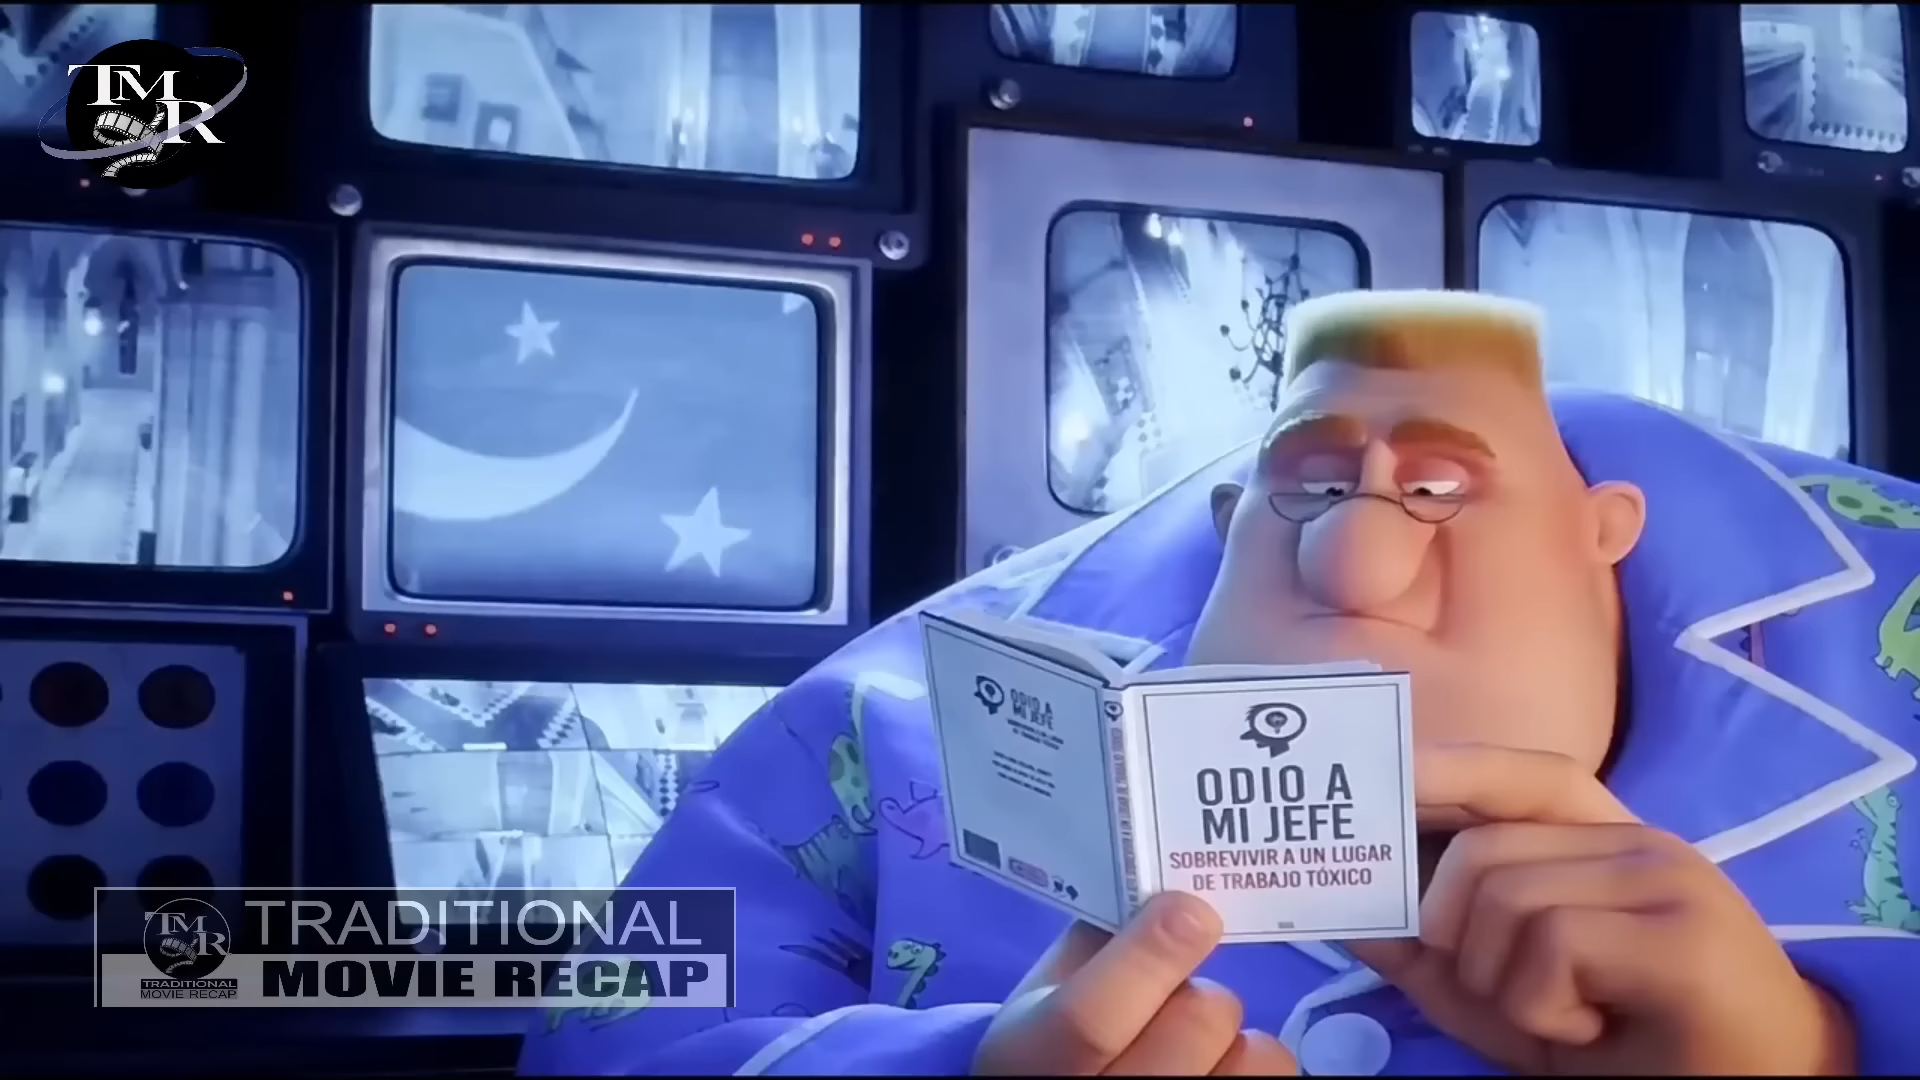 TMR
ODIO A
MI JEFE
ODIO A
MI JEFE
SOBREVIVIR A UN LUGAR
DE TRABAJO TÓXICO
TMR
TRADITIONAL
MOVIE RECAP
TRADITIONAL
MOVIE RECAP